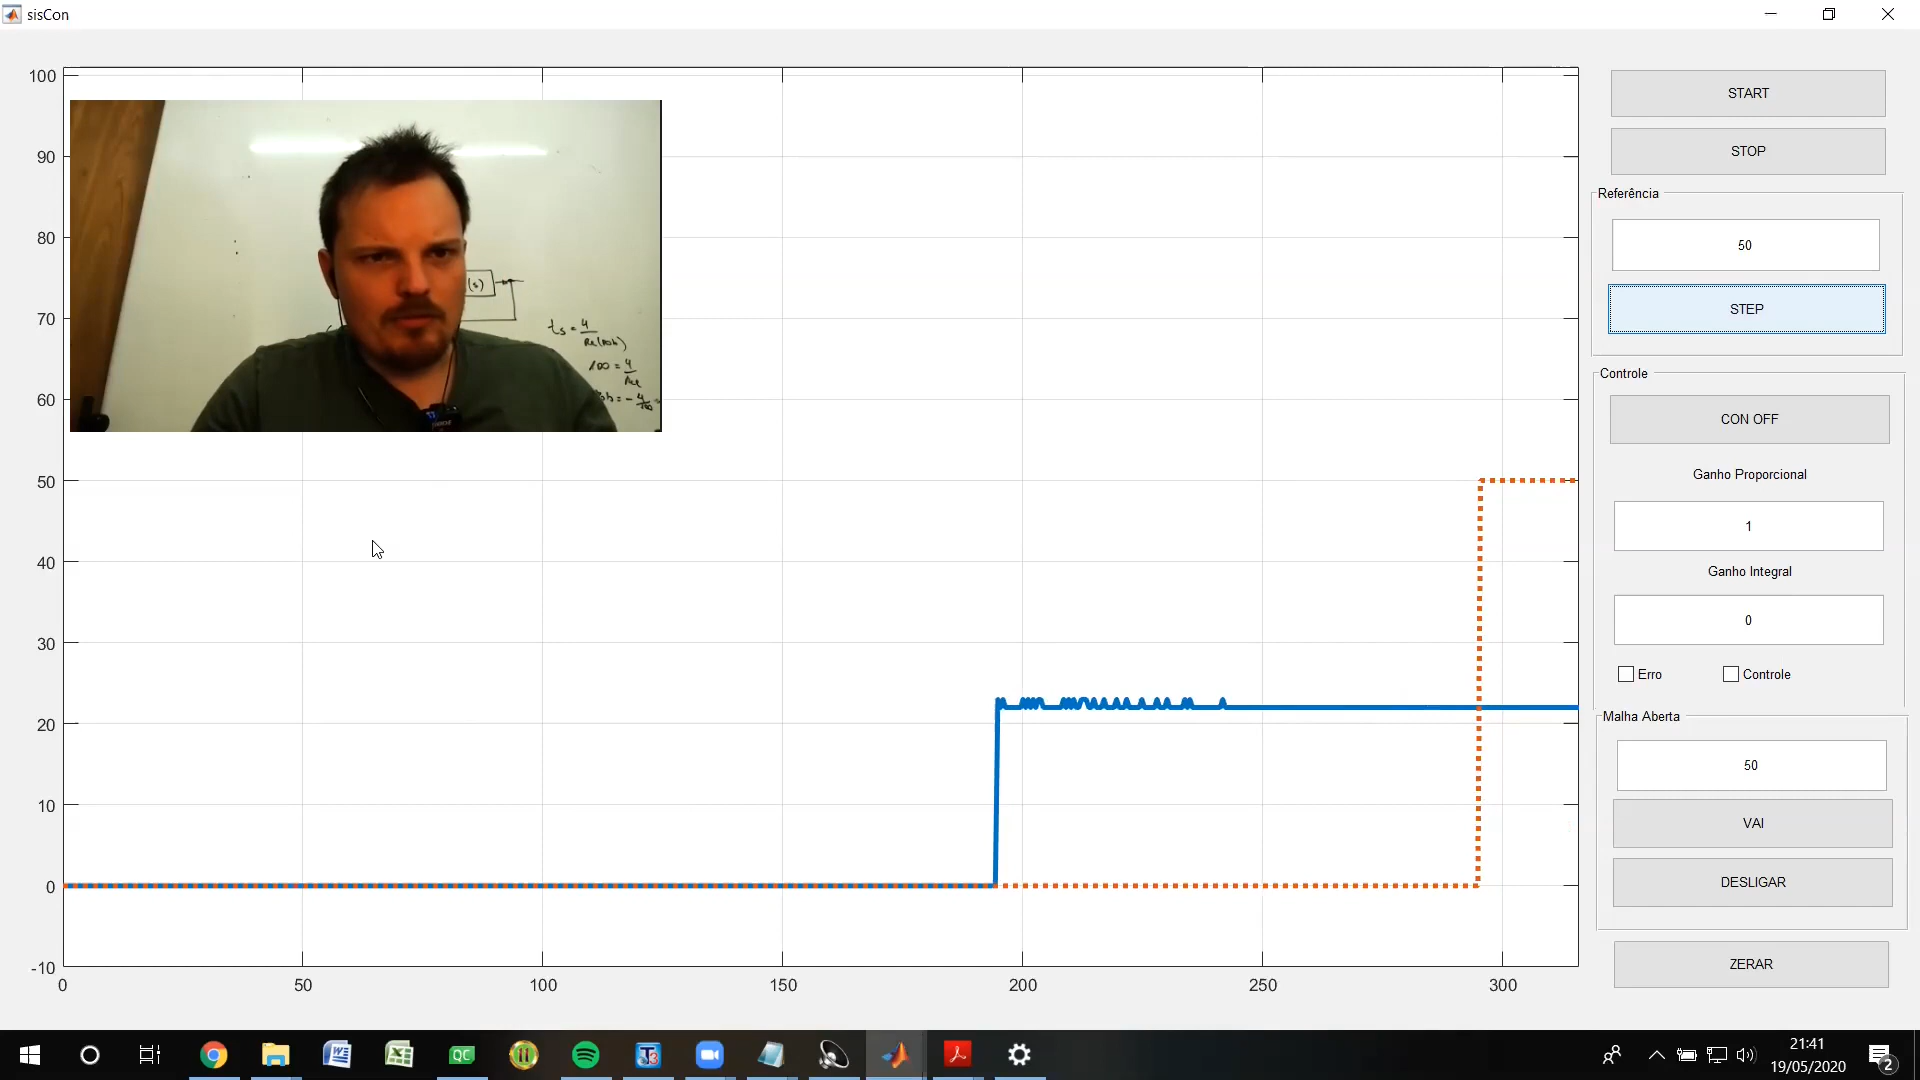 sisCon
100
90
80
70
60
50
40
30
20
10
0
-10
0 50 100 150 200 250 300
(s)
ts = 4
100 = 4
START
STOP
Referência
50
STEP
Controle
CON OFF
Ganho Proporcional
1
Ganho Integral
0
Erro Controle
Malha Aberta
50
VAI
DESLIGAR
ZERAR
QC
21:41
19/05/2020
2